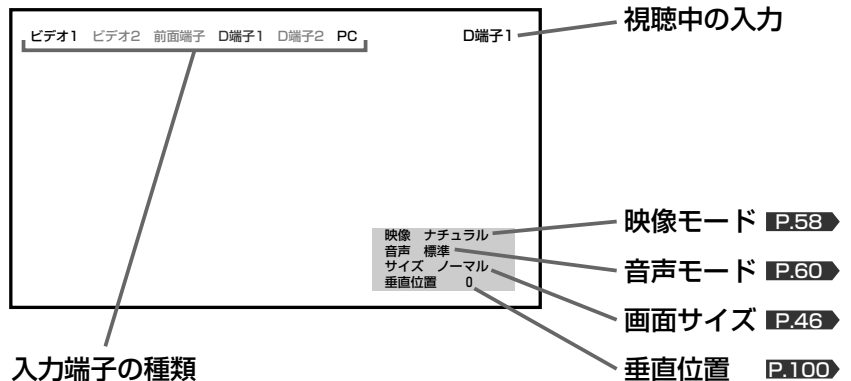 視聴中の入力
ビデオ1 ビデオ2 前面端子 D端子1 D端子2 PC D端子1
映像 ナチュラル
音声 標準
サイズ ノーマル
垂直位置 0
映像モード P.58
音声モード P.60
画面サイズ P.46
垂直位置 P.100
入力端子の種類